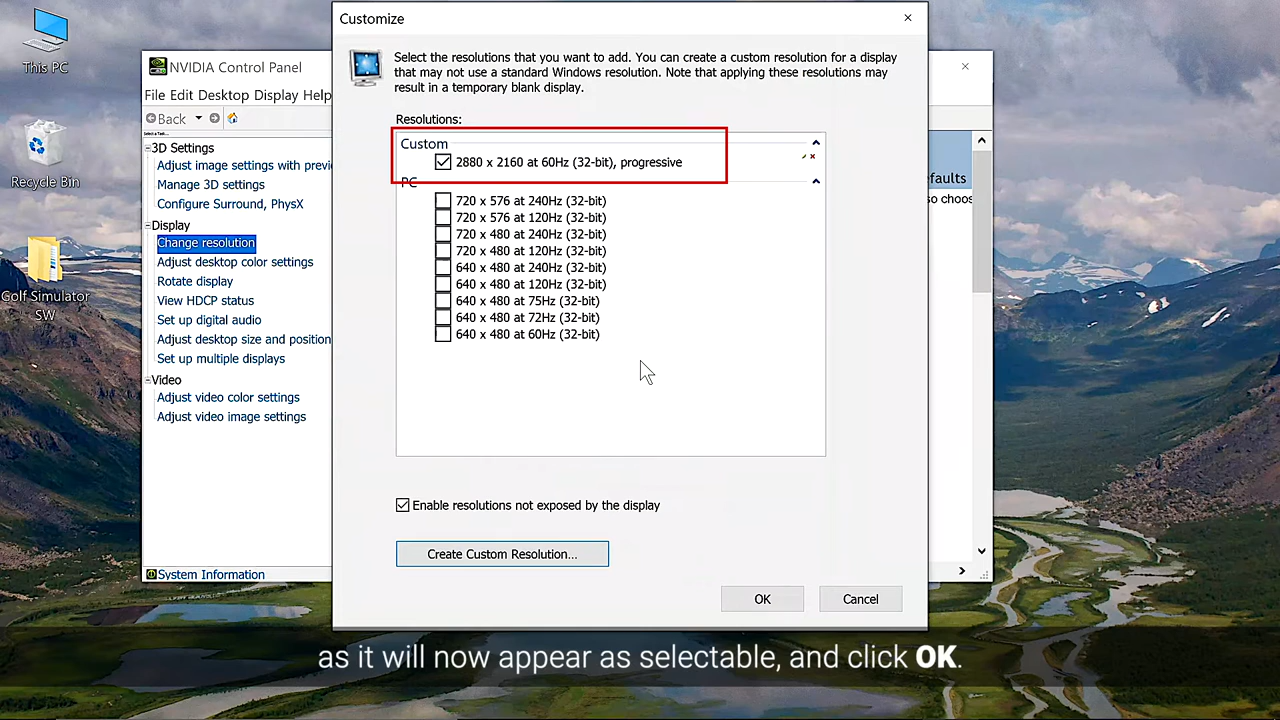 This PC
Recycle Bin
Golf Simulator
SW
NVIDIA Control Panel
File Edit Desktop Display Help
Back
Select a Task...
3D Settings
Adjust image settings with previ
Manage 3D settings
Configure Surround, PhysX
Display
Change resolution
Adjust desktop color settings
Rotate display
View HDCP status
Set up digital audio
Adjust desktop size and position
Set up multiple displays
Video
Adjust video color settings
Adjust video image settings
System Information
Customize
Select the resolutions that you want to add. You can create a custom resolution for a display
that may not use a standard Windows resolution. Note that applying these resolutions may
result in a temporary blank display.
Resolutions:
Custom
2880 x 2160 at 60Hz (32-bit), progressive
PC
720 x 576 at 240Hz (32-bit)
720 x 576 at 120Hz (32-bit)
720 x 480 at 240Hz (32-bit)
720 x 480 at 120Hz (32-bit)
640 x 480 at 240Hz (32-bit)
640 x 480 at 120Hz (32-bit)
640 x 480 at 75Hz (32-bit)
640 x 480 at 72Hz (32-bit)
640 x 480 at 60Hz (32-bit)
Enable resolutions not exposed by the display
Create Custom Resolution...
OK
Cancel
efaults
so choos
as it will now appear as selectable, and click OK.